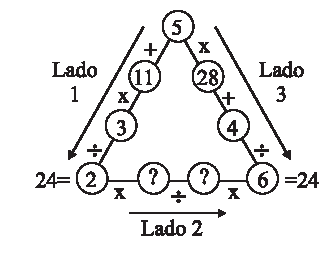 5
+ x
11 28
Lado 1
Lado 3
x +
3 4
÷ ÷
24= 2 ? ? 6 =24
x ÷ x
Lado 2